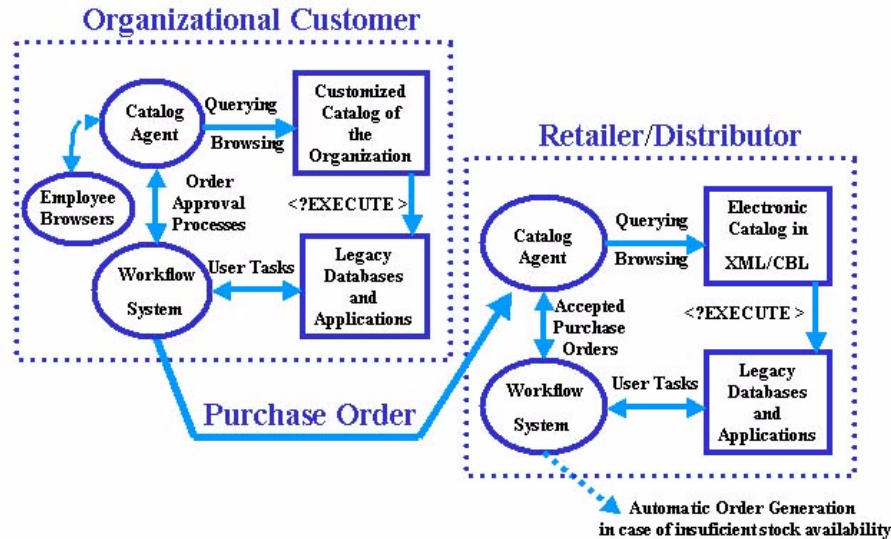 Organizational Customer
Catalog
Agent
Querying
Browsing
Customized
Catalog of
the
Organization
Employee
Browsers
Order
Approval
Processes
<?EXECUTE >
Workflow
System
User Tasks
Legacy
Databases
and
Applications
Purchase Order
Retailer/Distributor
Catalog
Agent
Querying
Browsing
Electronic
Catalog in
XML/CBL
Accepted
Purchase
Orders
<?EXECUTE >
Workflow
System
User Tasks
Legacy
Databases
and
Applications
Automatic Order Generation
in case of insuficient stock availability